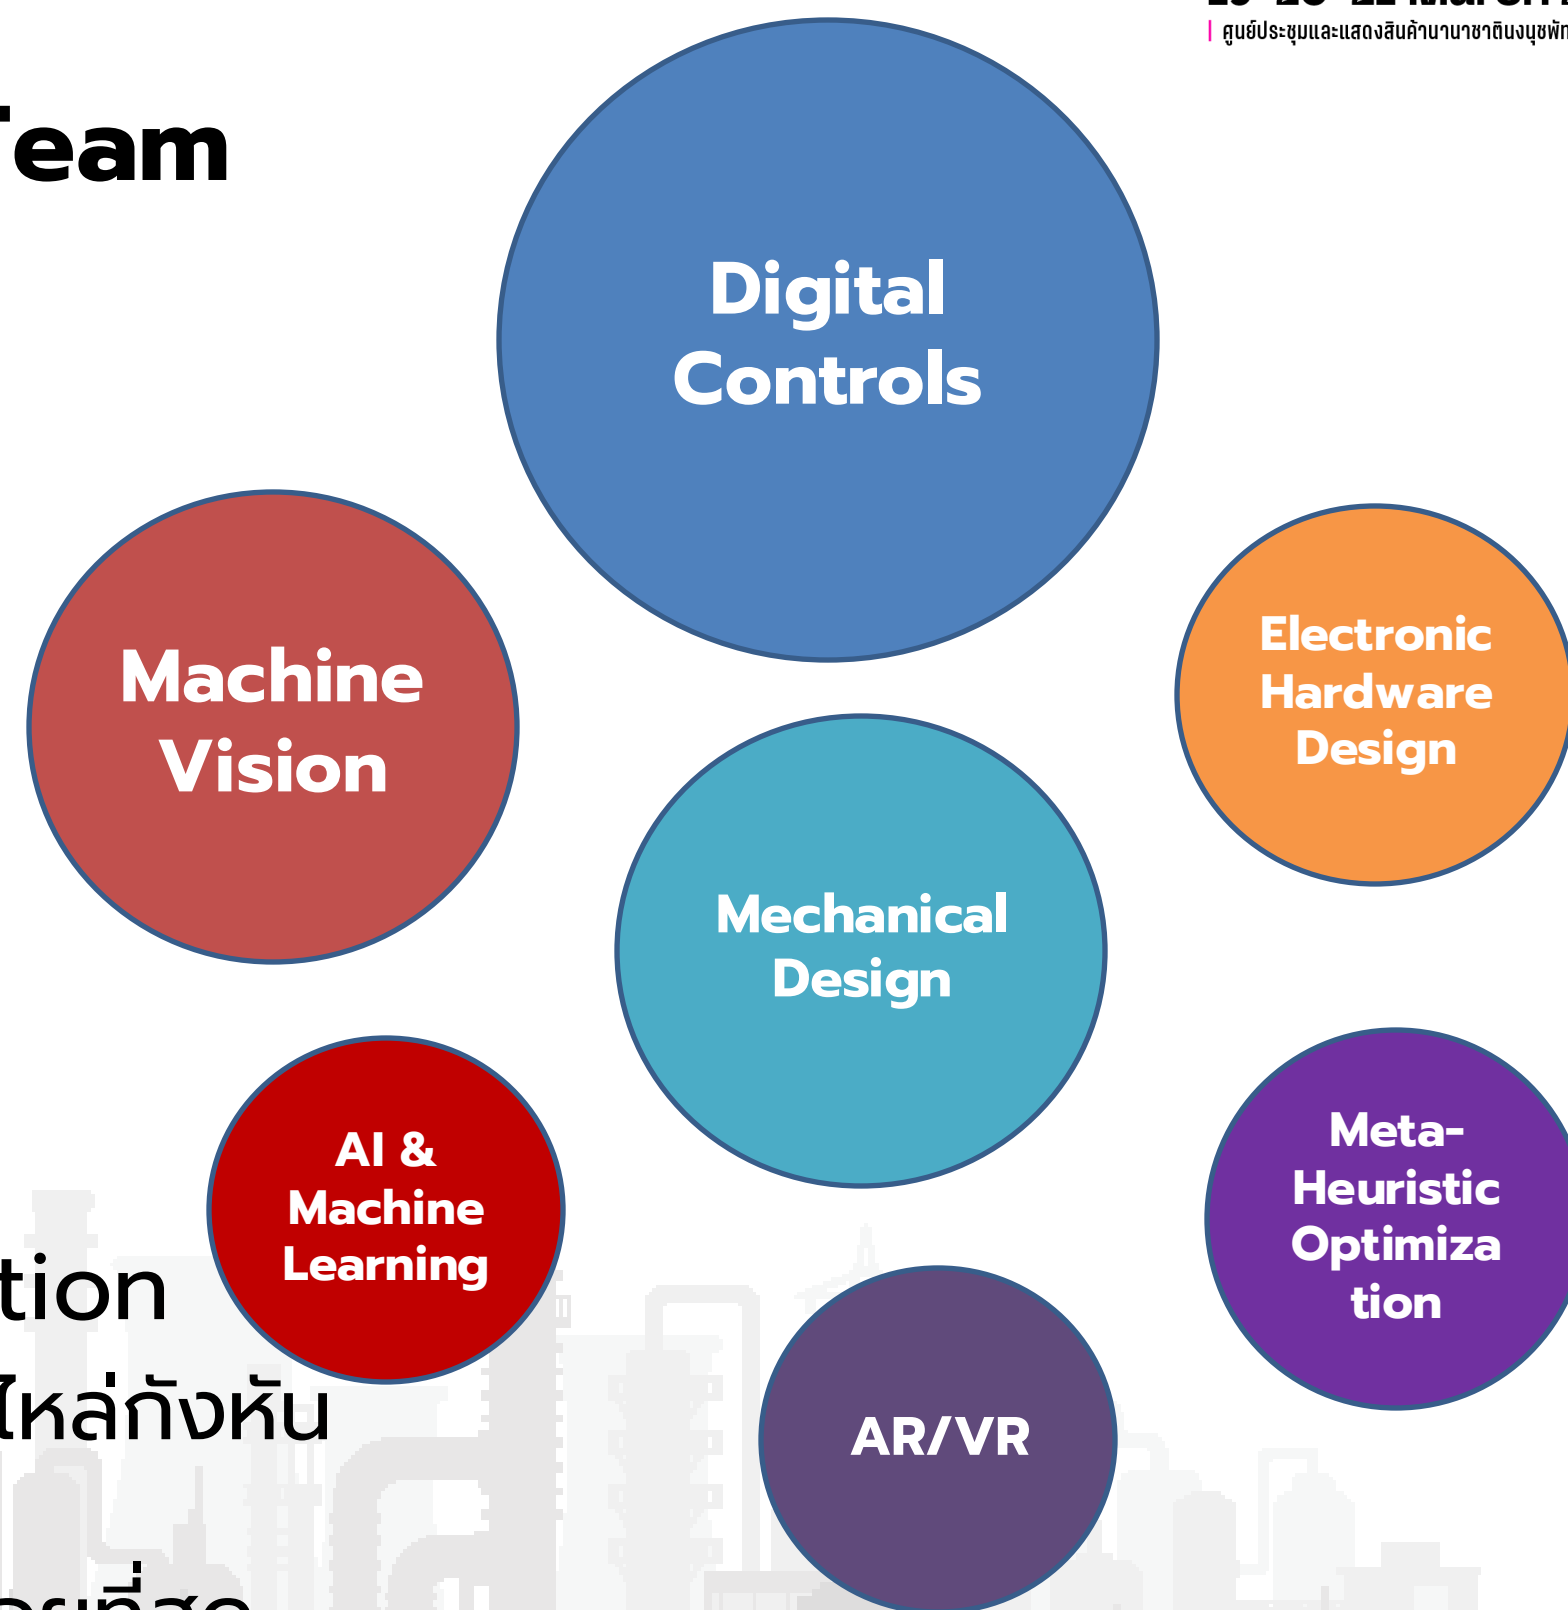 ศูนย์ประชุมและแสดงสินค้านานาชาตินงนุชพัท
Team
Digital
Controls
Machine
Vision
Electronic
Hardware
Design
Mechanical
Design
AI &
Machine
Learning
Meta-
Heuristic
Optimiza
tion
AR/VR
tion
ไหล่กังหัน